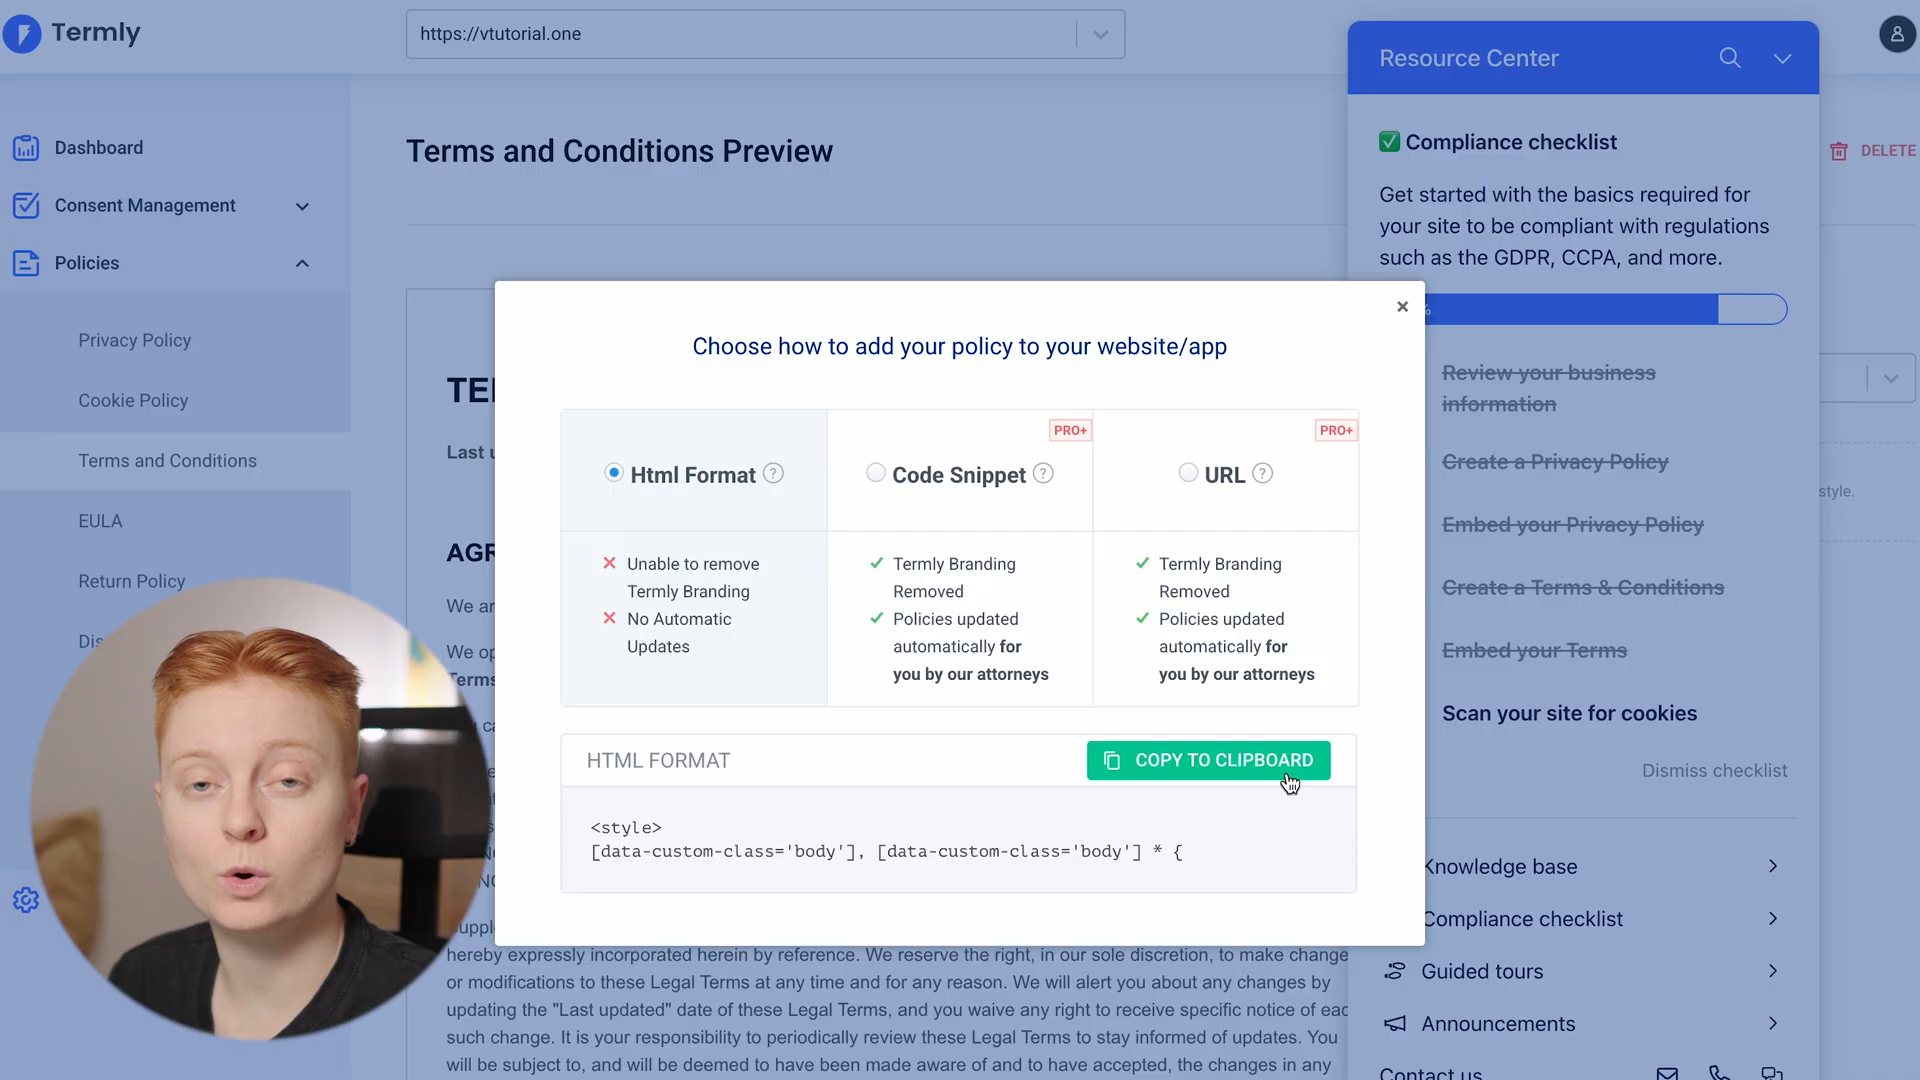 Termly
https://vtutorial.one
Resource Center
Dashboard
Consent Management
Policies
Privacy Policy
Cookie Policy
Terms and Conditions
EULA
Return Policy
Terms and Conditions Preview
DELETE
✅ Compliance checklist
Get started with the basics required for
your site to be compliant with regulations
such as the GDPR, CCPA, and more.
%
Review your business
information
Create a Privacy Policy
Embed your Privacy Policy
Create a Terms & Conditions
Embed your Terms
Scan your site for cookies
Dismiss checklist
Knowledge base
Compliance checklist
Guided tours
Announcements
Contact us
style.
Choose how to add your policy to your website/app
×
Html Format ?
PRO+
Code Snippet ?
PRO+
URL ?
Unable to remove
Termly Branding
No Automatic
Updates
Termly Branding
Removed
Policies updated
automatically for
you by our attorneys
Termly Branding
Removed
Policies updated
automatically for
you by our attorneys
HTML FORMAT
COPY TO CLIPBOARD
<style>
[data-custom-class='body'], [data-custom-class='body'] * {
Last
We
We
Terms
hereby expressly incorporated herein by reference. We reserve the right, in our sole discretion, to make change
or modifications to these Legal Terms at any time and for any reason. We will alert you about any changes by
updating the "Last updated" date of these Legal Terms, and you waive any right to receive specific notice of eac
such change. It is your responsibility to periodically review these Legal Terms to stay informed of updates. You
will be subject to, and will be deemed to have been made aware of and to have accepted, the changes in any